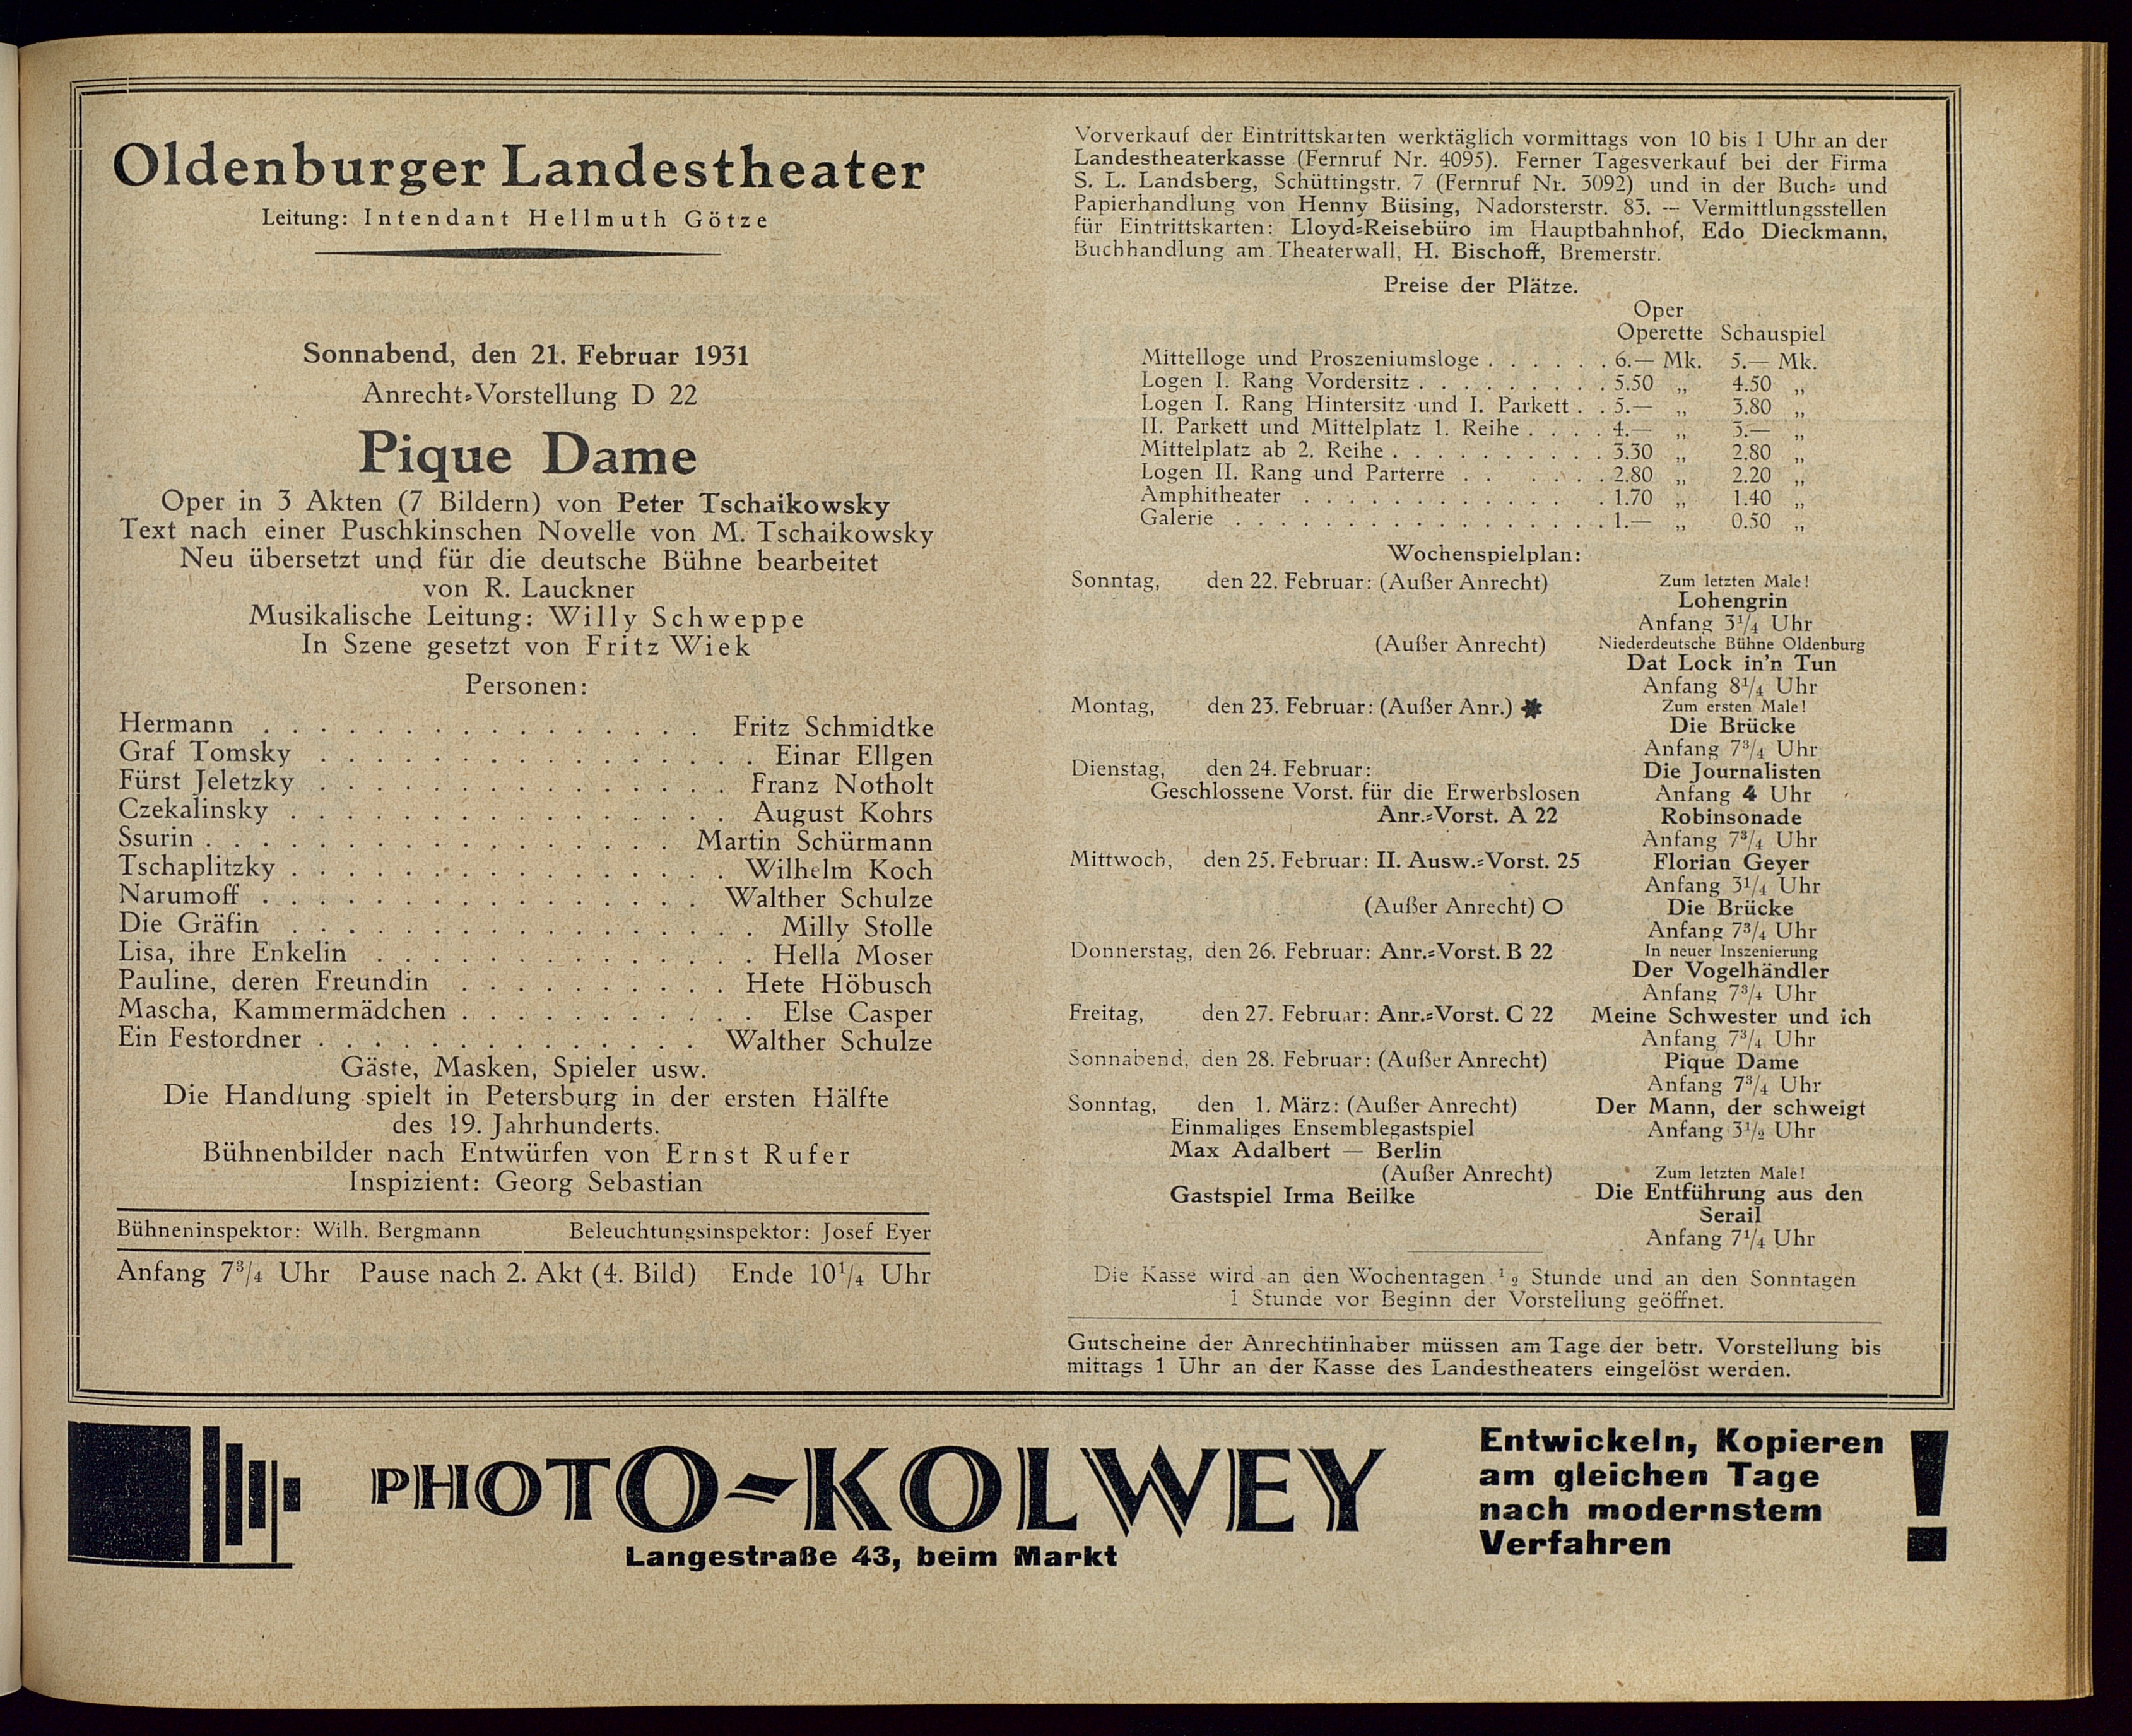 Oldenburger Landestheater
Leitung: Intendant Hellmuth Götze
Sonnabend, den 21. Februar 1931
Anrecht-Vorstellung D 22
Pique Dame
Oper in 3 Akten (7 Bildern) von Peter Tschaikowsky
Text nach einer Puschkinschen Novelle von M. Tschaikowsky
Neu übersetzt und für die deutsche Bühne bearbeitet
von R. Lauckner
Musikalische Leitung: Willy Schweppe
In Szene gesetzt von Fritz Wiek
Personen:
Hermann . . . . . . . . . . . . . . . . Fritz Schmidtke
Graf Tomsky . . . . . . . . . . . . . . . . Einar Ellgen
Fürst Jeletzky . . . . . . . . . . . . . . . Franz Notholt
Czekalinsky . . . . . . . . . . . . . . . . August Kohrs
Ssurin . . . . . . . . . . . . . . . . . Martin Schürmann
Tschaplitzky . . . . . . . . . . . . . . . . Wilhelm Koch
Narumoff . . . . . . . . . . . . . . . . Walther Schulze
Die Gräfin . . . . . . . . . . . . . . . . . Milly Stolle
Lisa, ihre Enkelin . . . . . . . . . . . . . . Hella Moser
Pauline, deren Freundin . . . . . . . . . . Hete Höbusch
Mascha, Kammermädchen . . . . . . . . . . . Else Casper
Ein Festordner . . . . . . . . . . . . . . Walther Schulze
Gäste, Masken, Spieler usw.
Die Handlung spielt in Petersburg in der ersten Hälfte
des 19. Jahrhunderts.
Bühnenbilder nach Entwürfen von Ernst Rufer
Inspizient: Georg Sebastian
Bühneninspektor: Wilh. Bergmann Beleuchtungsinspektor: Josef Eyer
Anfang 7³/₄ Uhr Pause nach 2. Akt (4. Bild) Ende 10¹/₄ Uhr
Vorverkauf der Eintrittskarten werktäglich vormittags von 10 bis 1 Uhr an der
Landestheaterkasse (Fernruf Nr. 4095). Ferner Tagesverkauf bei der Firma
S. L. Landsberg, Schüttingstr. 7 (Fernruf Nr. 3092) und in der Buch- und
Papierhandlung von Henny Büsing, Nadorsterstr. 83. — Vermittlungsstellen
für Eintrittskarten: Lloyd-Reisebüro im Hauptbahnhof, Edo Dieckmann,
Buchhandlung am Theaterwall, H. Bischoff, Bremerstr.
Preise der Plätze.
Oper
Operette Schauspiel
Mittelloge und Proszeniumsloge . . . . . . 6.— Mk. 5.— Mk.
Logen I. Rang Vordersitz . . . . . . . . . 5.50 „ 4.50 „
Logen I. Rang Hintersitz und I. Parkett . . 5.— „ 3.80 „
II. Parkett und Mittelplatz 1. Reihe . . . . 4.— „ 3.— „
Mittelplatz ab 2. Reihe . . . . . . . . . . 3.30 „ 2.80 „
Logen II. Rang und Parterre . . . . . . 2.80 „ 2.20 „
Amphitheater . . . . . . . . . . . . . 1.70 „ 1.40 „
Galerie . . . . . . . . . . . . . . . . 1.— „ 0.50 „
Wochenspielplan:
Sonntag, den 22. Februar: (Außer Anrecht) Zum letzten Male!
Lohengrin
Anfang 3¹/₄ Uhr
(Außer Anrecht) Niederdeutsche Bühne Oldenburg
Dat Lock in'n Tun
Anfang 8¹/₄ Uhr
Montag, den 23. Februar: (Außer Anr.) ✱ Zum ersten Male!
Die Brücke
Anfang 7³/₄ Uhr
Dienstag, den 24. Februar: Die Journalisten
Geschlossene Vorst. für die Erwerbslosen Anfang 4 Uhr
Anr.-Vorst. A 22 Robinsonade
Anfang 7³/₄ Uhr
Mittwoch, den 25. Februar: II. Ausw.-Vorst. 25 Florian Geyer
Anfang 3¹/₄ Uhr
(Außer Anrecht) O Die Brücke
Anfang 7³/₄ Uhr
Donnerstag, den 26. Februar: Anr.-Vorst. B 22 In neuer Inszenierung
Der Vogelhändler
Anfang 7³/₄ Uhr
Freitag, den 27. Februar: Anr.-Vorst. C 22 Meine Schwester und ich
Anfang 7³/₄ Uhr
Sonnabend, den 28. Februar: (Außer Anrecht) Pique Dame
Anfang 7³/₄ Uhr
Sonntag, den 1. März: (Außer Anrecht) Der Mann, der schweigt
Einmaliges Ensemblegastspiel Anfang 3¹/₂ Uhr
Max Adalbert — Berlin
(Außer Anrecht) Zum letzten Male!
Gastspiel Irma Beilke Die Entführung aus den
Serail
Anfang 7¹/₄ Uhr
Die Kasse wird an den Wochentagen ¹/₂ Stunde und an den Sonntagen
1 Stunde vor Beginn der Vorstellung geöffnet.
Gutscheine der Anrechtinhaber müssen am Tage der betr. Vorstellung bis
mittags 1 Uhr an der Kasse des Landestheaters eingelöst werden.
PHOTO-KOLWEY
Langestraße 43, beim Markt
Entwickeln, Kopieren
am gleichen Tage
nach modernstem
Verfahren !